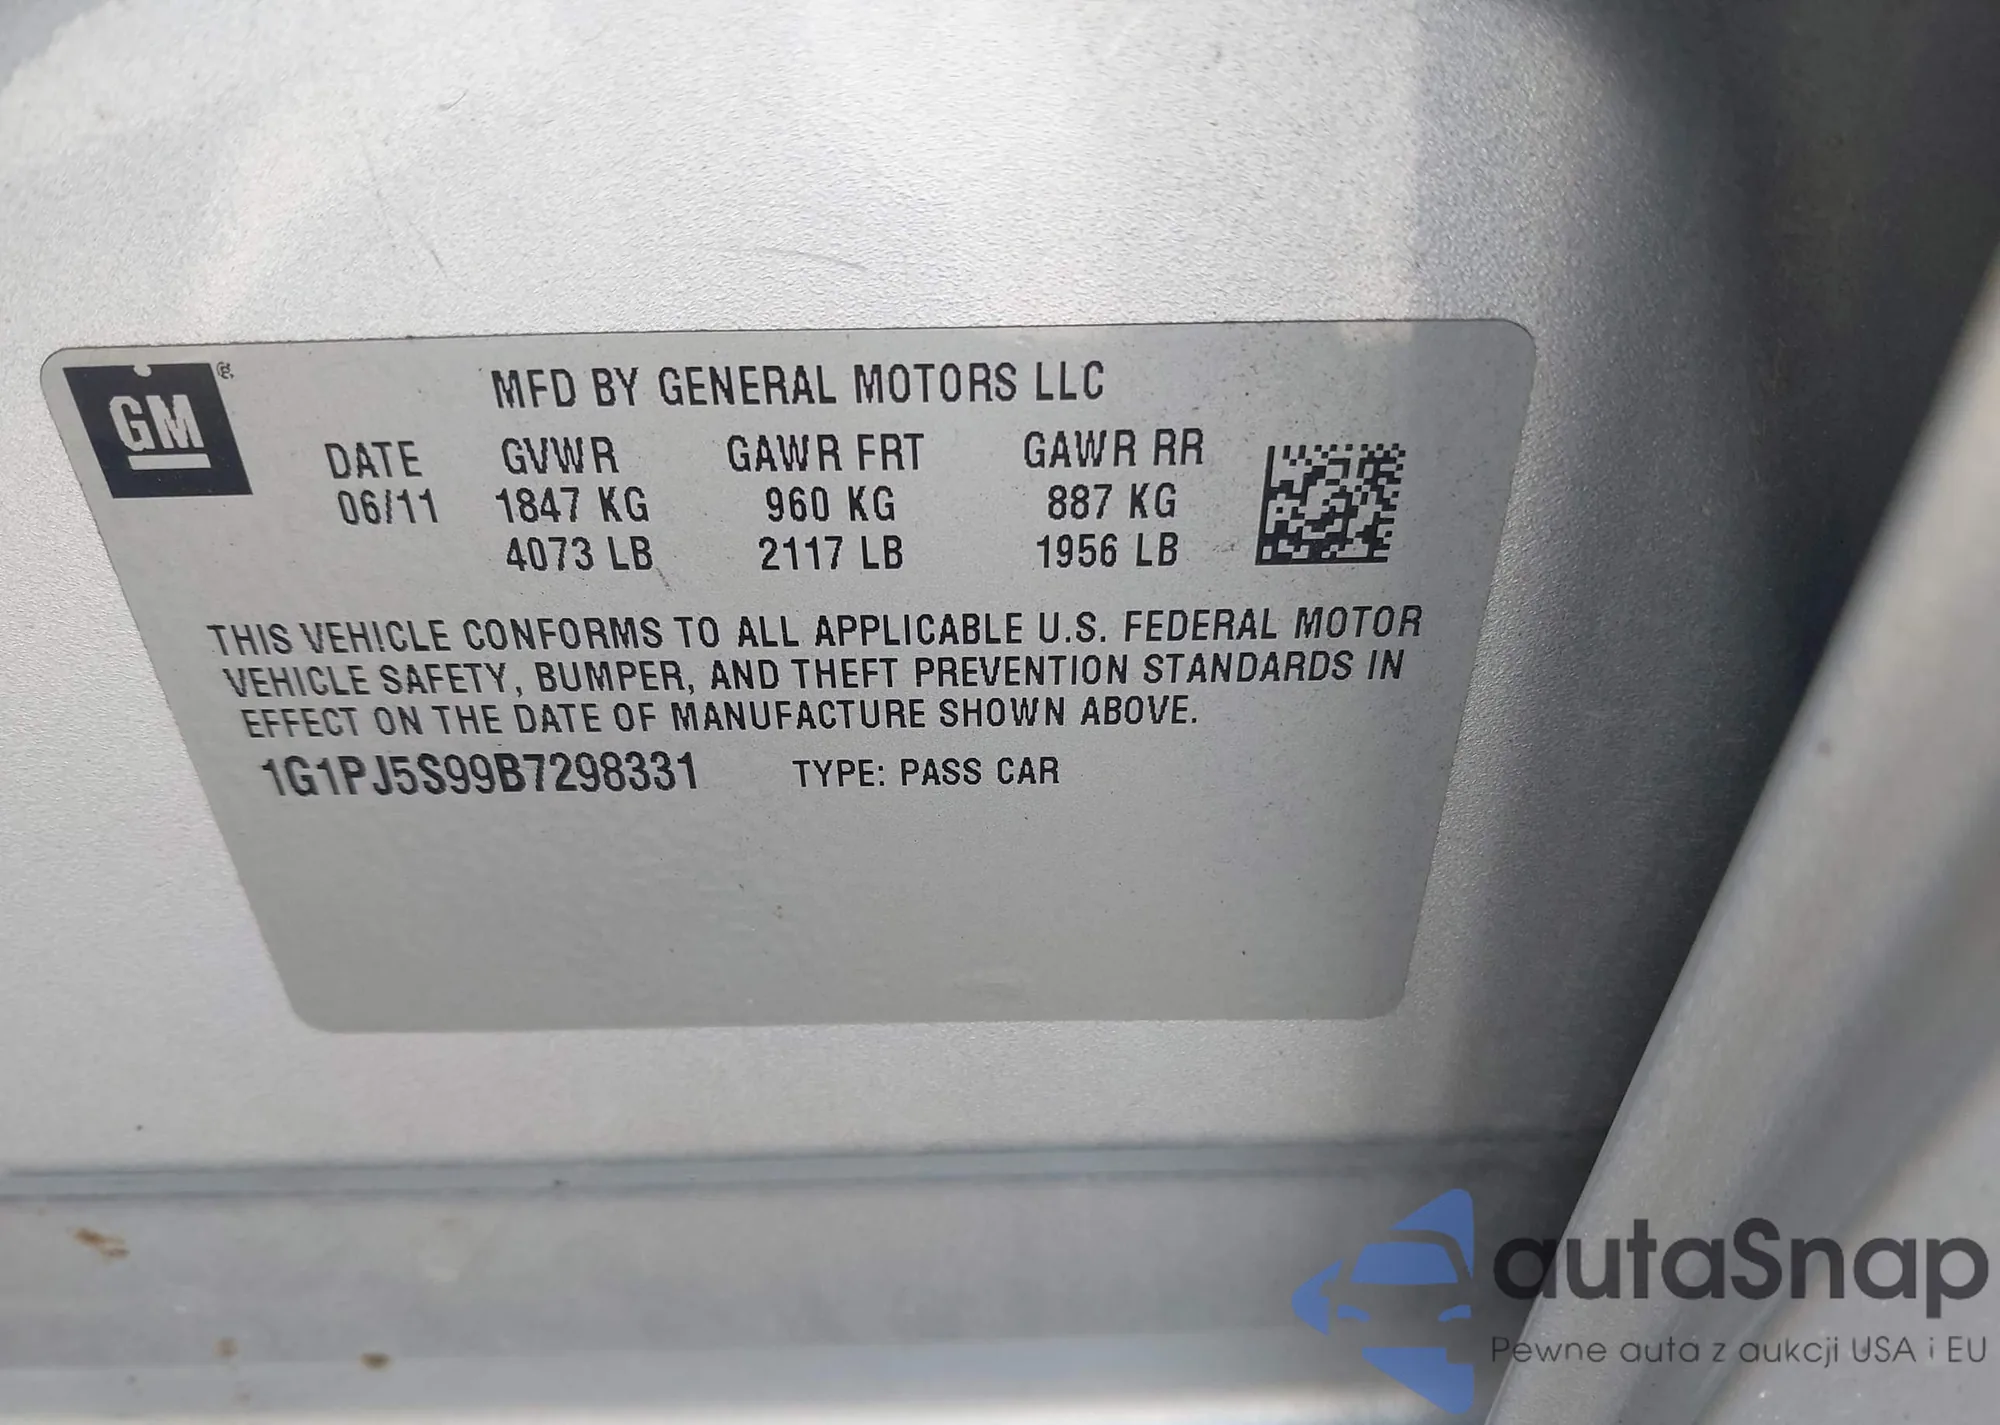 GM
MFD BY GENERAL MOTORS LLC
DATE GVWR GAWR FRT GAWR RR
06/11 1847 KG 960 KG 887 KG
4073 LB 2117 LB 1956 LB
THIS VEHICLE CONFORMS TO ALL APPLICABLE U.S. FEDERAL MOTOR
VEHICLE SAFETY, BUMPER, AND THEFT PREVENTION STANDARDS IN
EFFECT ON THE DATE OF MANUFACTURE SHOWN ABOVE.
1G1PJ5S99B7298331 TYPE: PASS CAR
autaSnap
Pewne auta z aukcji USA i EU